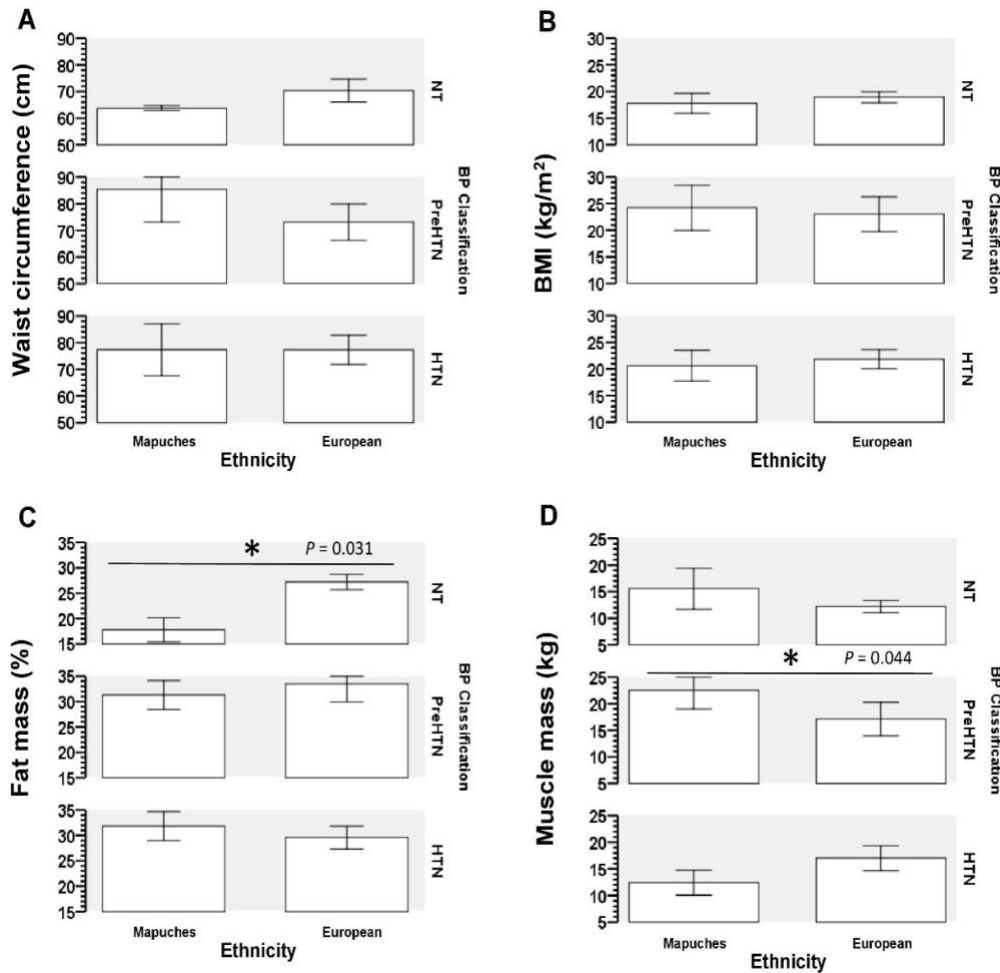 A
Waist circumference (cm)
90
80
70
60
50
NT
90
80
70
60
50
PreHTN
BP Classification
90
80
70
60
50
HTN
Mapuches European
Ethnicity
B
BMI (kg/m²)
30
25
20
15
10
NT
30
25
20
15
10
PreHTN
BP Classification
30
25
20
15
10
HTN
Mapuches European
Ethnicity
C
Fat mass (%)
* P = 0.031
35
30
25
20
15
NT
35
30
25
20
15
PreHTN
BP Classification
35
30
25
20
15
HTN
Mapuches European
Ethnicity
D
Muscle mass (kg)
25
20
15
10
5
NT
* P = 0.044
25
20
15
10
5
PreHTN
BP Classification
25
20
15
10
5
HTN
Mapuches European
Ethnicity